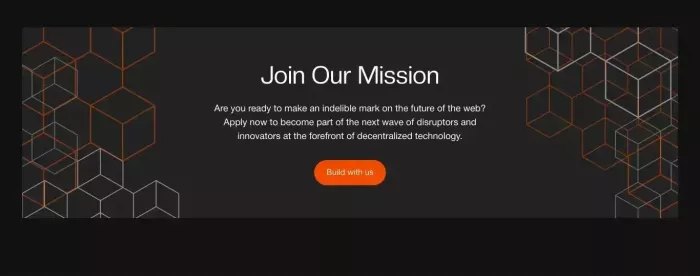 Join Our Mission
Are you ready to make an indelible mark on the future of the web?
Apply now to become part of the next wave of disruptors and
innovators at the forefront of decentralized technology.
Build with us